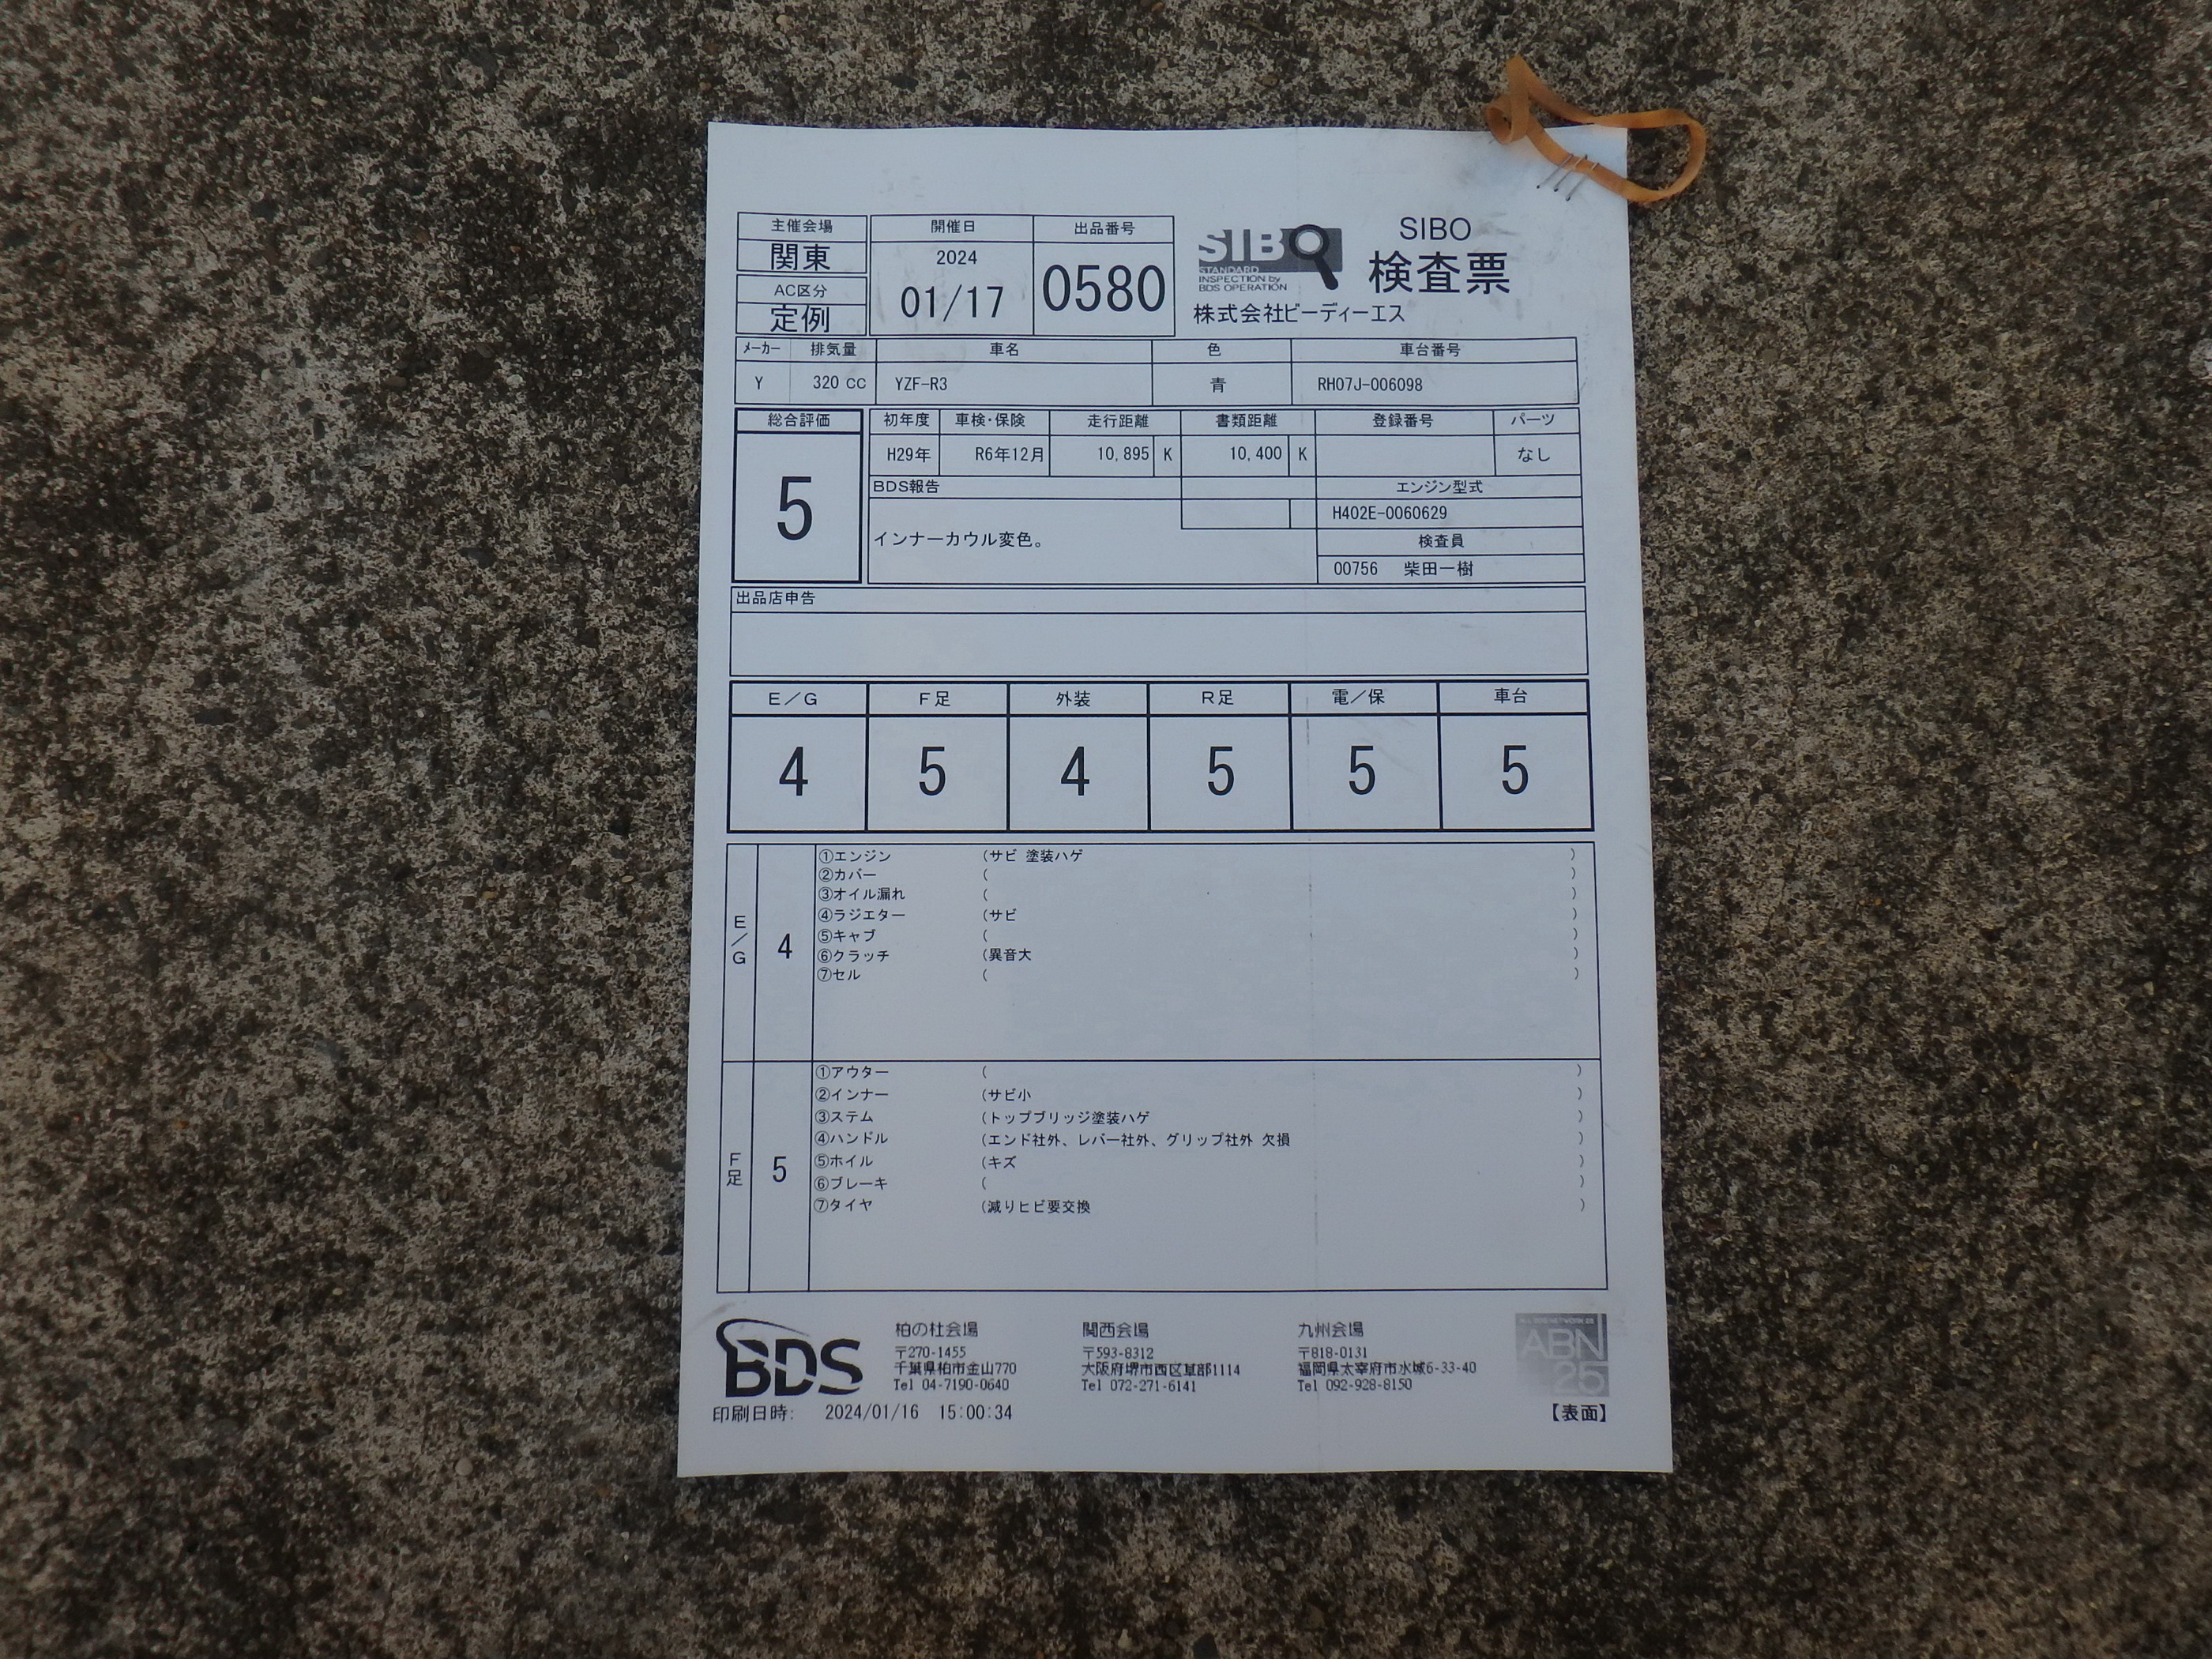 主催会場 開催日 出品番号
関東 2024 01/17 0580
AC区分
定例
SIBO
STANDARD
INSPECTION by
BDS OPERATION
SIBO
検査票
株式会社ビーディーエス
メーカー 排気量 車名 色 車台番号
Y 320 CC YZF-R3 青 RH07J-006098
総合評価 初年度 車検・保険 走行距離 書類距離 登録番号 パーツ
5 H29年 R6年12月 10,895 K 10,400 K なし
BDS報告 エンジン型式
H402E-0060629
インナーカウル変色。 検査員
00756 柴田一樹
出品店申告
E/G F足 外装 R足 電/保 車台
4 5 4 5 5 5
E/G 4
①エンジン (サビ 塗装ハゲ )
②カバー ( )
③オイル漏れ ( )
④ラジエター (サビ )
⑤キャブ ( )
⑥クラッチ (異音大 )
⑦セル ( )
F足 5
①アウター ( )
②インナー (サビ小 )
③ステム (トップブリッジ塗装ハゲ )
④ハンドル (エンド社外、レバー社外、グリップ社外 欠損 )
⑤ホイル (キズ )
⑥ブレーキ ( )
⑦タイヤ (減りヒビ要交換 )
BDS
柏の杜会場
〒270-1455
千葉県柏市金山770
Tel 04-7190-0640
関西会場
〒593-8312
大阪府堺市西区草部1114
Tel 072-271-6141
九州会場
〒818-0131
福岡県太宰府市水城6-33-40
Tel 092-928-8150
ABN
25
印刷日時: 2024/01/16 15:00:34 【表面】